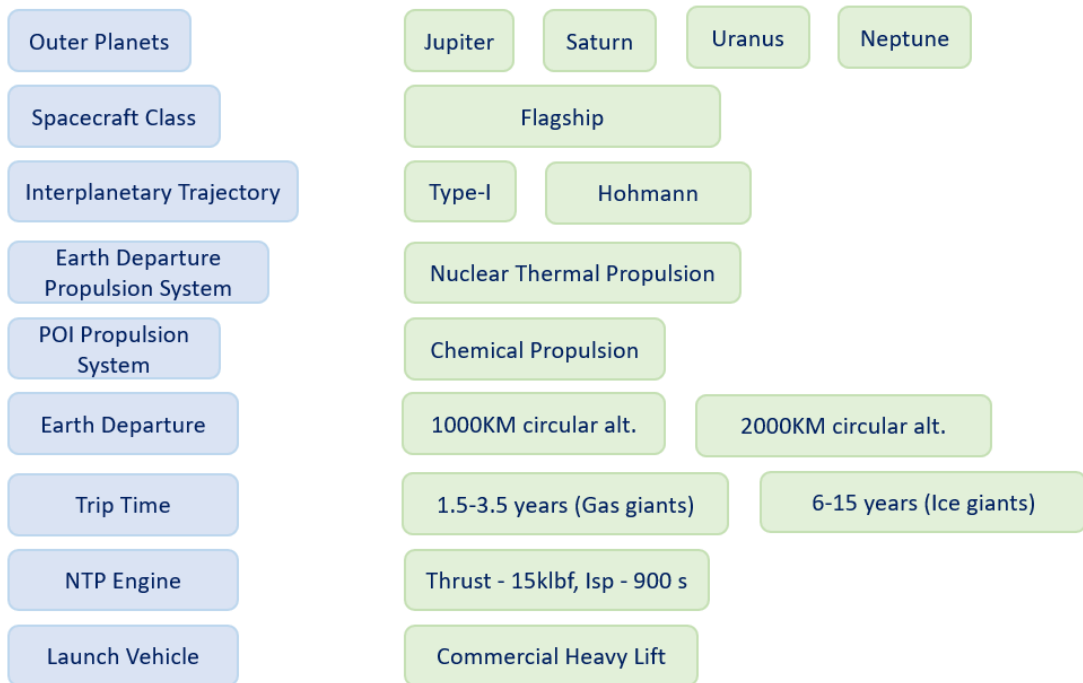 Outer Planets
Jupiter
Saturn
Uranus
Neptune
Spacecraft Class
Flagship
Interplanetary Trajectory
Type-I
Hohmann
Earth Departure
Propulsion System
Nuclear Thermal Propulsion
POI Propulsion
System
Chemical Propulsion
Earth Departure
1000KM circular alt.
2000KM circular alt.
Trip Time
1.5-3.5 years (Gas giants)
6-15 years (Ice giants)
NTP Engine
Thrust - 15klbf, Isp - 900 s
Launch Vehicle
Commercial Heavy Lift